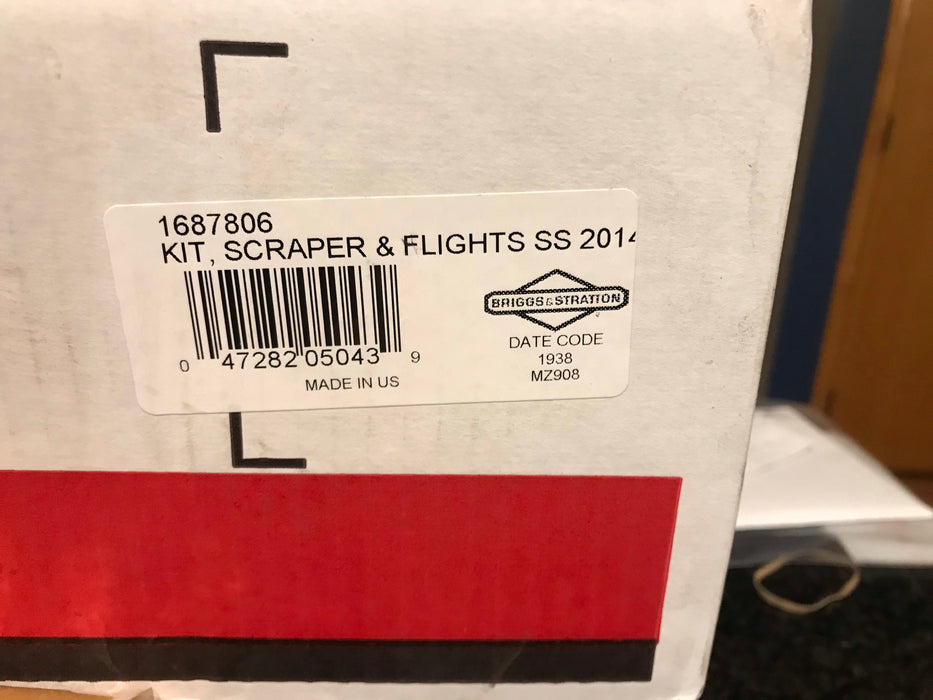 1687806
KIT, SCRAPER & FLIGHTS SS 2014
0 47282 05043 9
MADE IN US
BRIGGS & STRATTON
DATE CODE
1938
MZ908